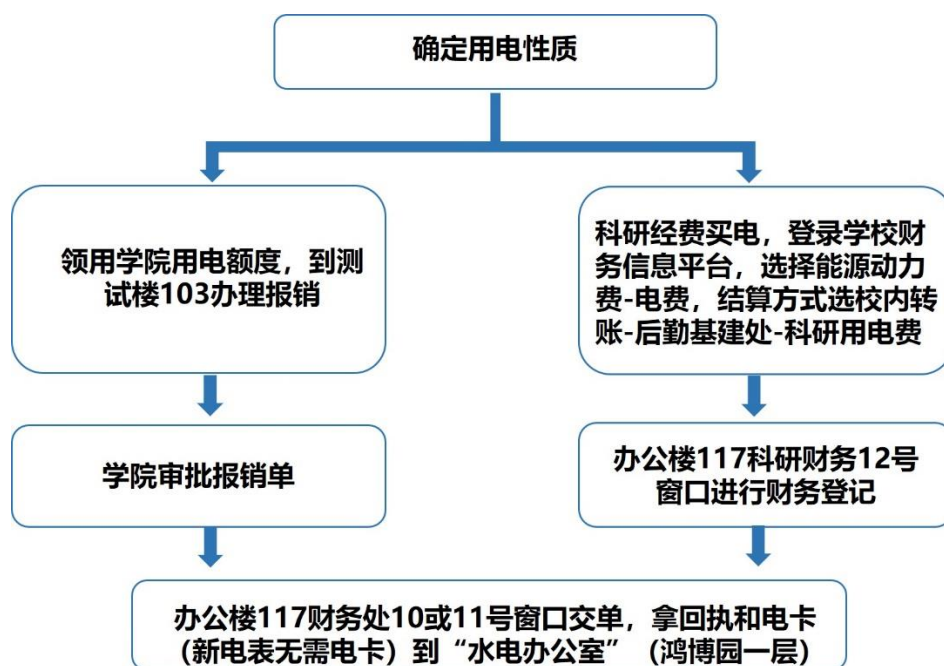 确定用电性质
领用学院用电额度，到测
试楼103办理报销
科研经费买电，登录学校财
务信息平台，选择能源动力
费-电费，结算方式选校内转
账-后勤基建处-科研用电费
学院审批报销单
办公楼117科研财务12号
窗口进行财务登记
办公楼117财务处10或11号窗口交单，拿回执和电卡
（新电表无需电卡）到“水电办公室”（鸿博园一层）